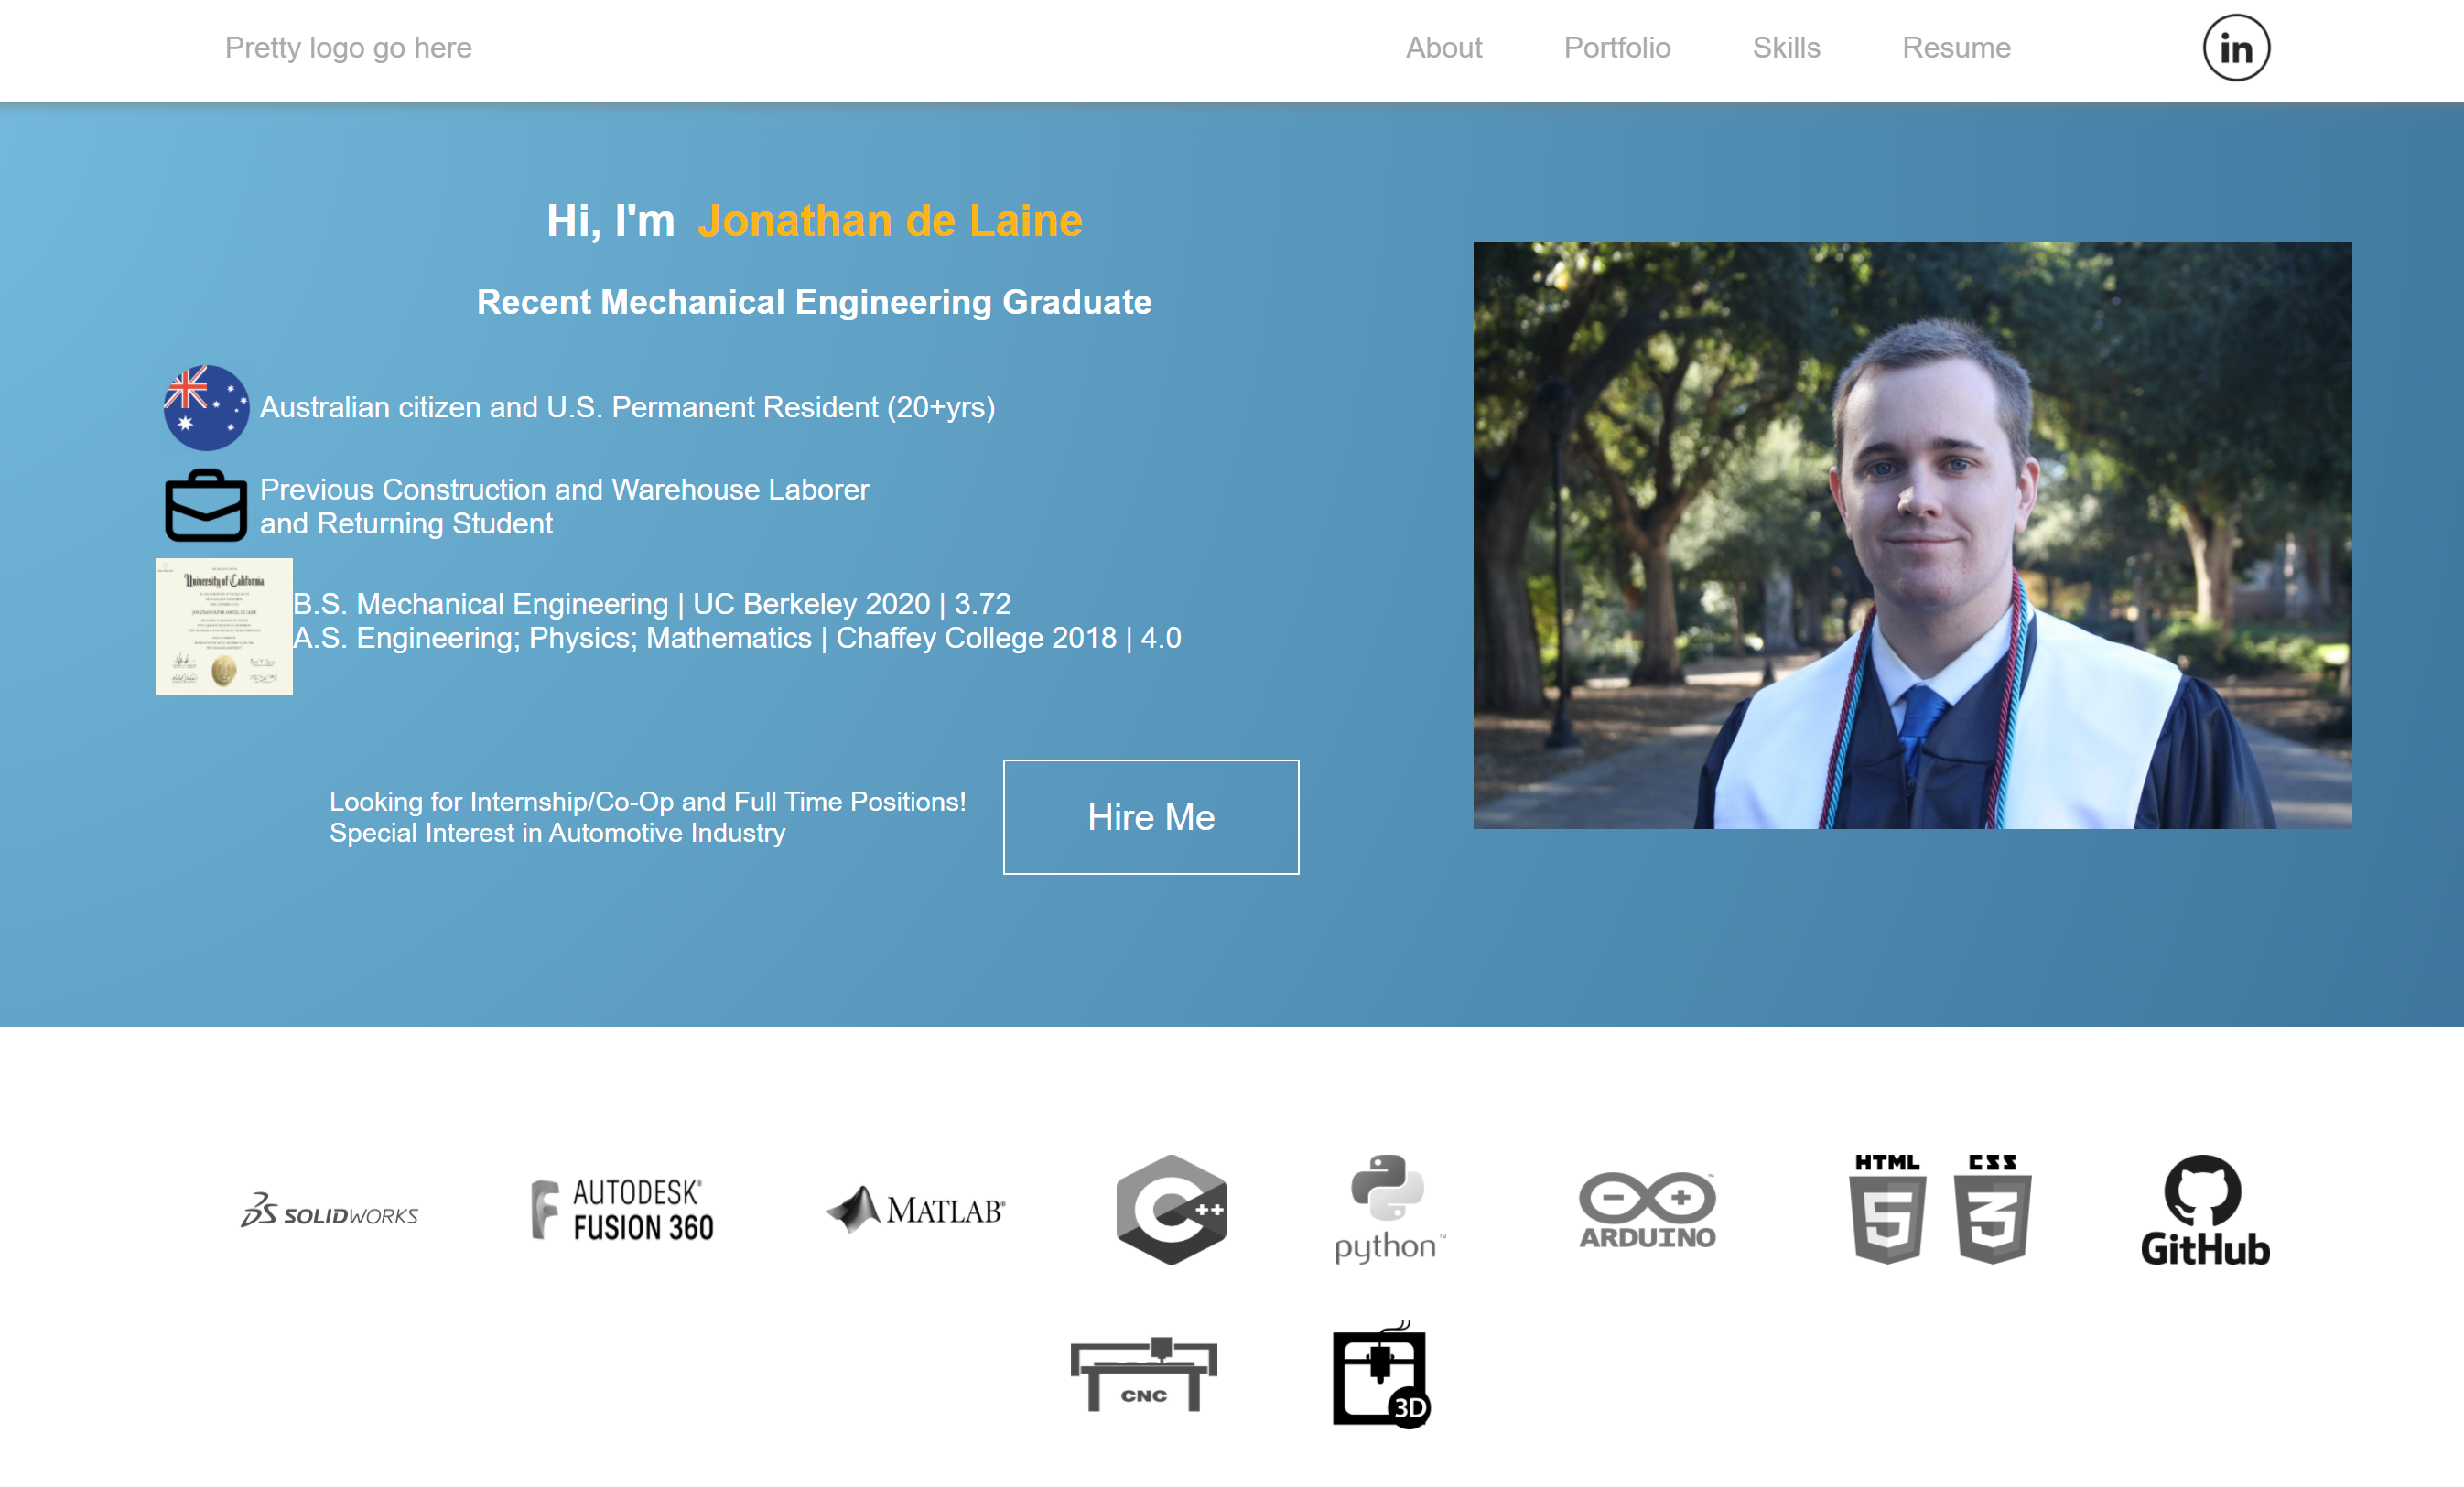 Pretty logo go here
About Portfolio Skills Resume in
Hi, I'm Jonathan de Laine
Recent Mechanical Engineering Graduate
Australian citizen and U.S. Permanent Resident (20+yrs)
Previous Construction and Warehouse Laborer
and Returning Student
University of California
B.S. Mechanical Engineering | UC Berkeley 2020 | 3.72
A.S. Engineering; Physics; Mathematics | Chaffey College 2018 | 4.0
Looking for Internship/Co-Op and Full Time Positions!
Special Interest in Automotive Industry
Hire Me
SOLIDWORKS
AUTODESK®
FUSION 360
MATLAB®
C++
python™
ARDUINO™
HTML 5
CSS 3
GitHub
CNC
3D